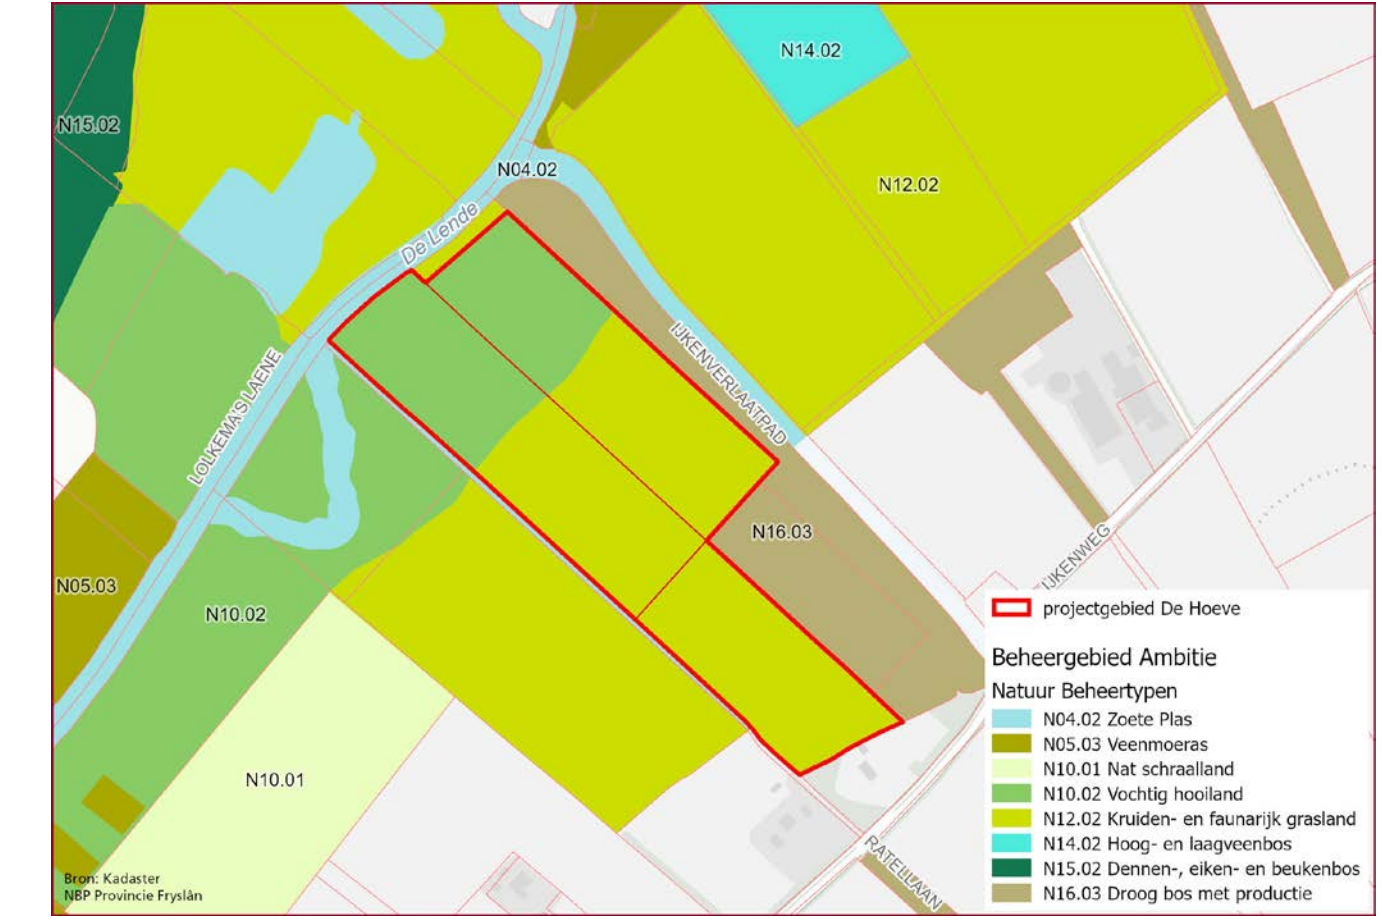 N14.02
N15.02
N04.02
N12.02
De Lende
IJKENVERLAATPAD
LOLKEMA'S LAENE
N16.03
IJKENWEG
N05.03
N10.02
N10.01
RATELLAAN
projectgebied De Hoeve
Beheergebied Ambitie
Natuur Beheertypen
N04.02 Zoete Plas
N05.03 Veenmoeras
N10.01 Nat schraalland
N10.02 Vochtig hooiland
N12.02 Kruiden- en faunarijk grasland
N14.02 Hoog- en laagveenbos
N15.02 Dennen-, eiken- en beukenbos
N16.03 Droog bos met productie
Bron: Kadaster
NBP Provincie Fryslân